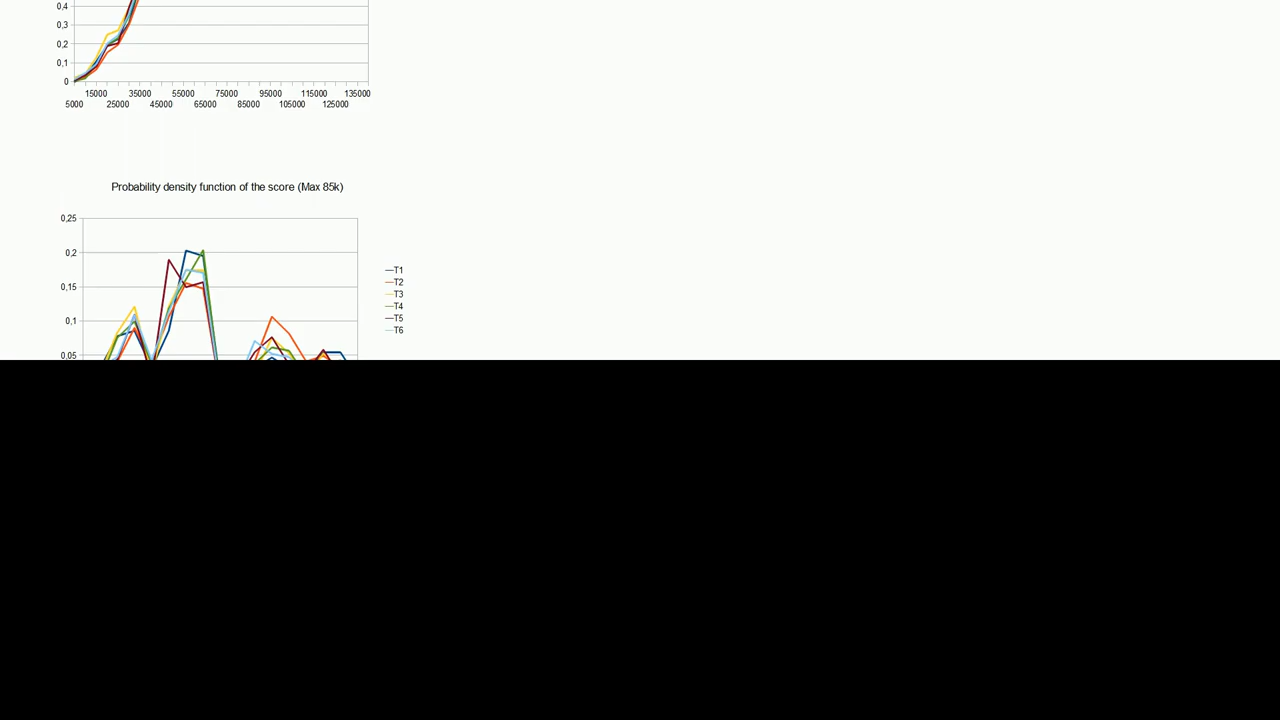 0,4
0,3
0,2
0,1
0
15000 35000 55000 75000 95000 115000 135000
5000 25000 45000 65000 85000 105000 125000
Probability density function of the score (Max 85k)
0,25
0,2
0,15
0,1
0,05
T1
T2
T3
T4
T5
T6